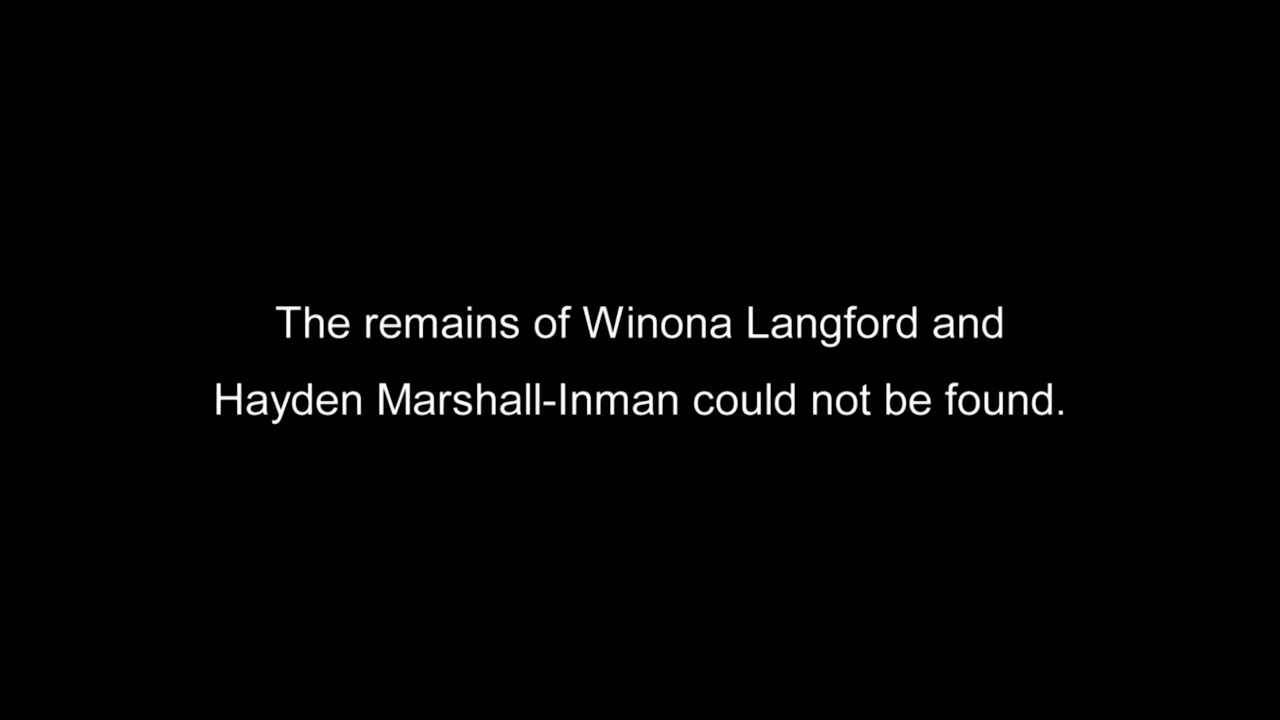 The remains of Winona Langford and
Hayden Marshall-Inman could not be found.